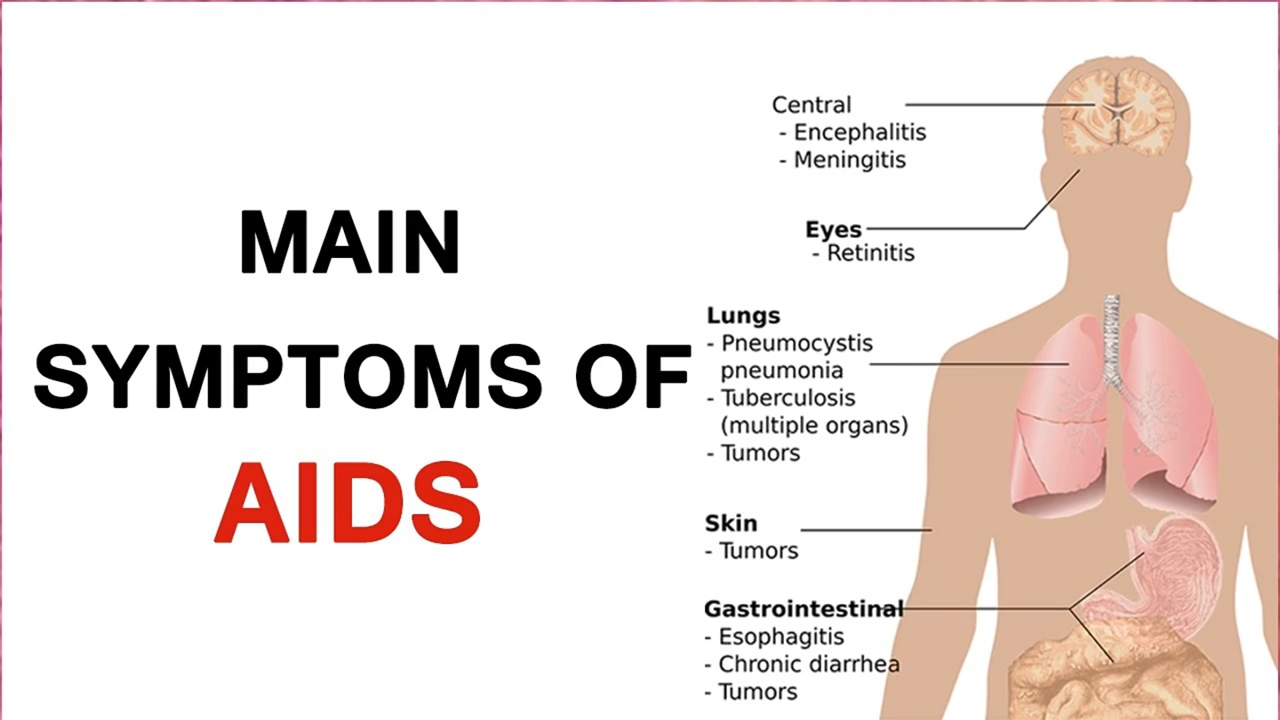 MAIN
SYMPTOMS OF
AIDS
Central
- Encephalitis
- Meningitis
Eyes
- Retinitis
Lungs
- Pneumocystis
pneumonia
- Tuberculosis
(multiple organs)
- Tumors
Skin
- Tumors
Gastrointestinal
- Esophagitis
- Chronic diarrhea
- Tumors